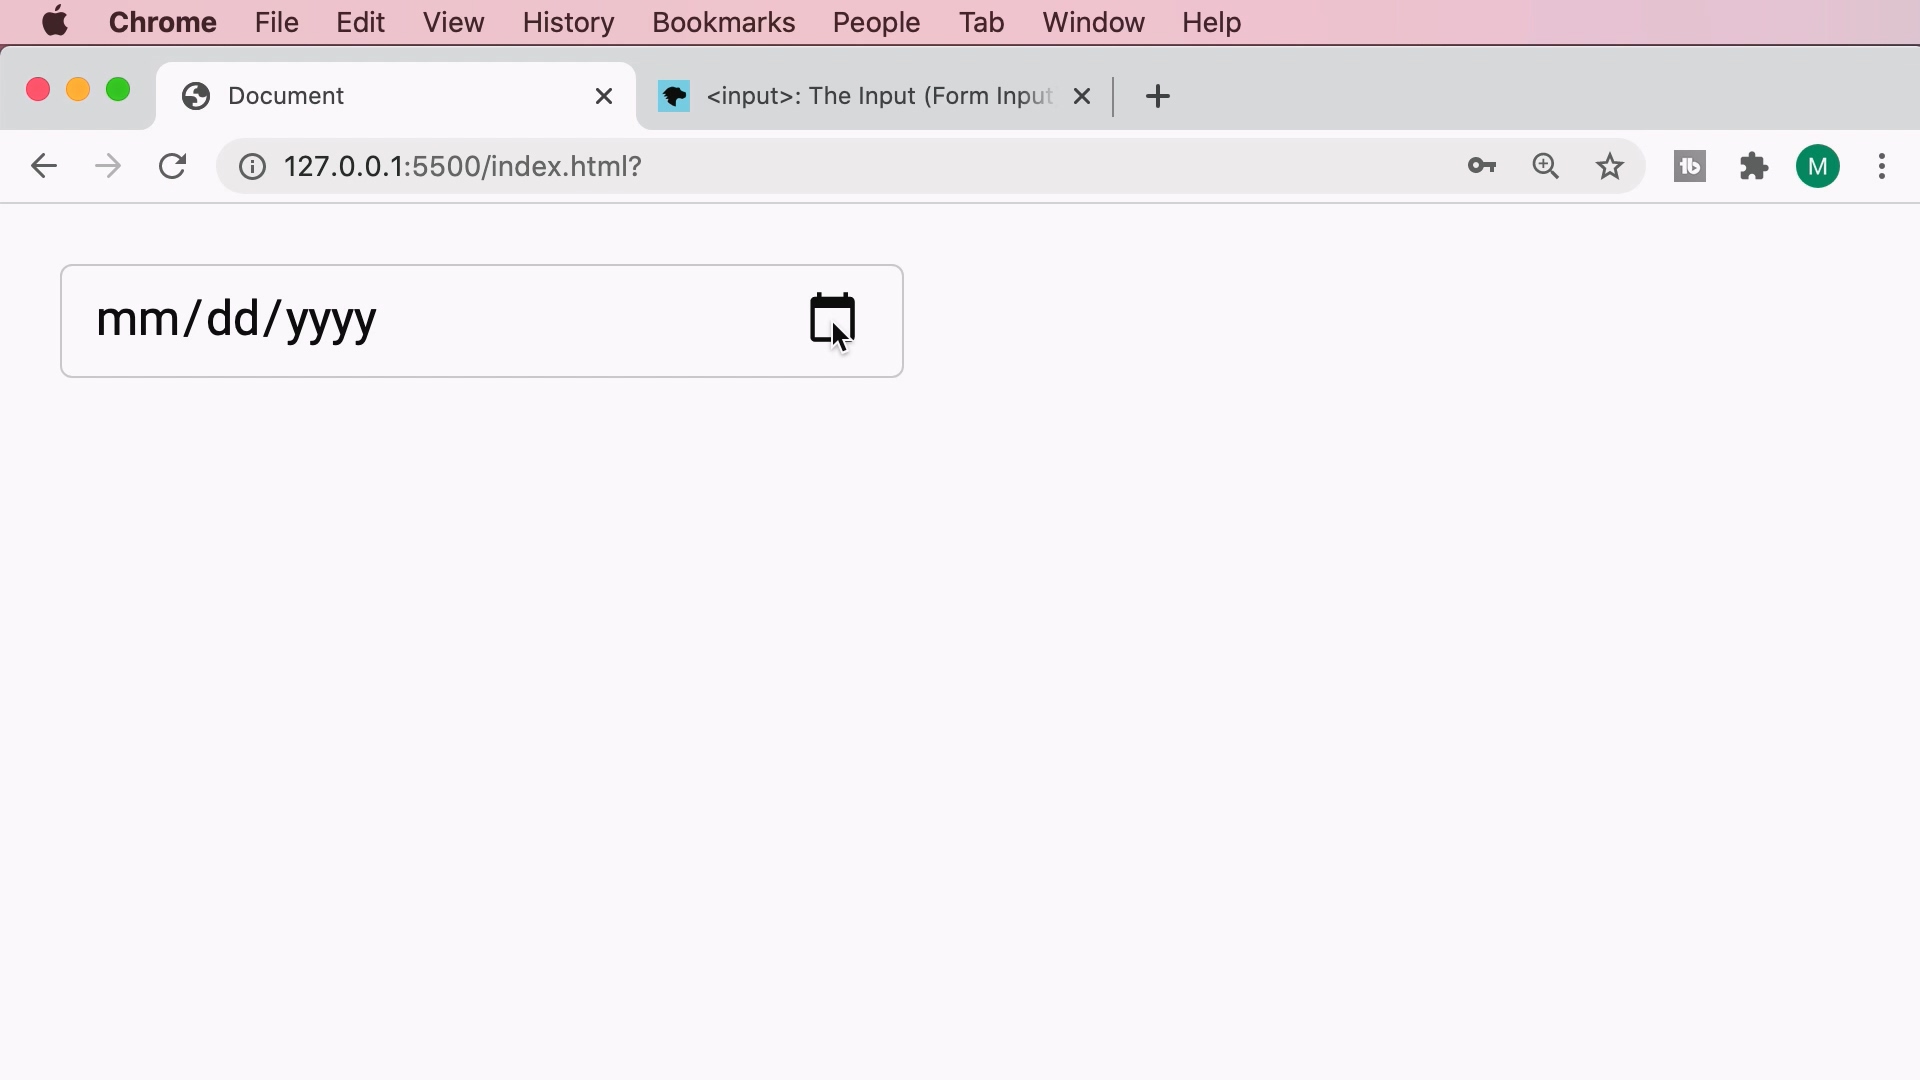 Chrome File Edit View History Bookmarks People Tab Window Help
Document
<input>: The Input (Form Input
127.0.0.1:5500/index.html?
M
mm/dd/yyyy